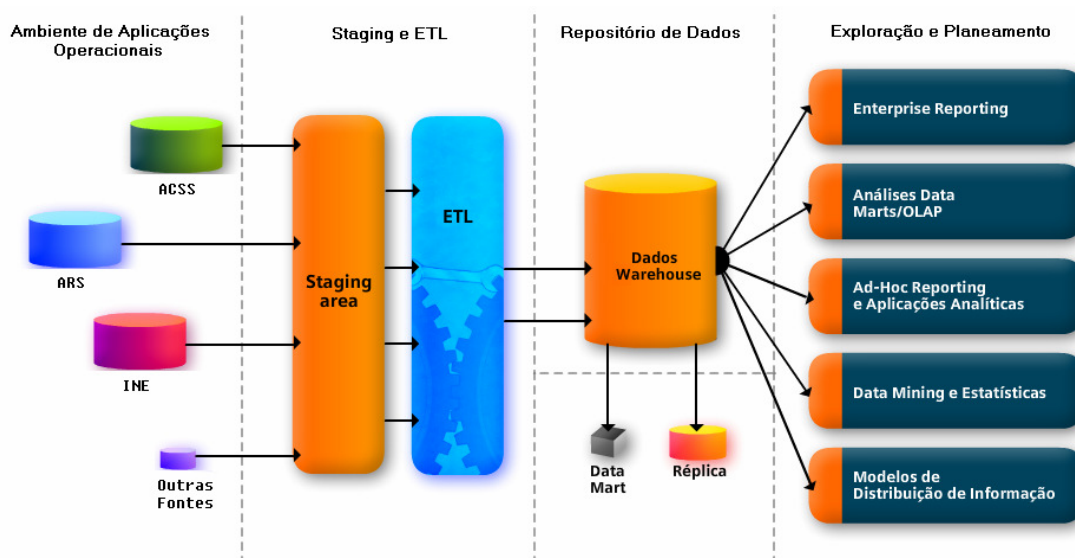 Ambiente de Aplicações
Operacionais
Staging e ETL
Repositório de Dados
Exploração e Planeamento
ACSS
ARS
INE
Outras
Fontes
Staging
area
ETL
Dados
Warehouse
Data
Mart
Réplica
Enterprise Reporting
Análises Data
Marts/OLAP
Ad-Hoc Reporting
e Aplicações Analíticas
Data Mining e Estatísticas
Modelos de
Distribuição de Informação